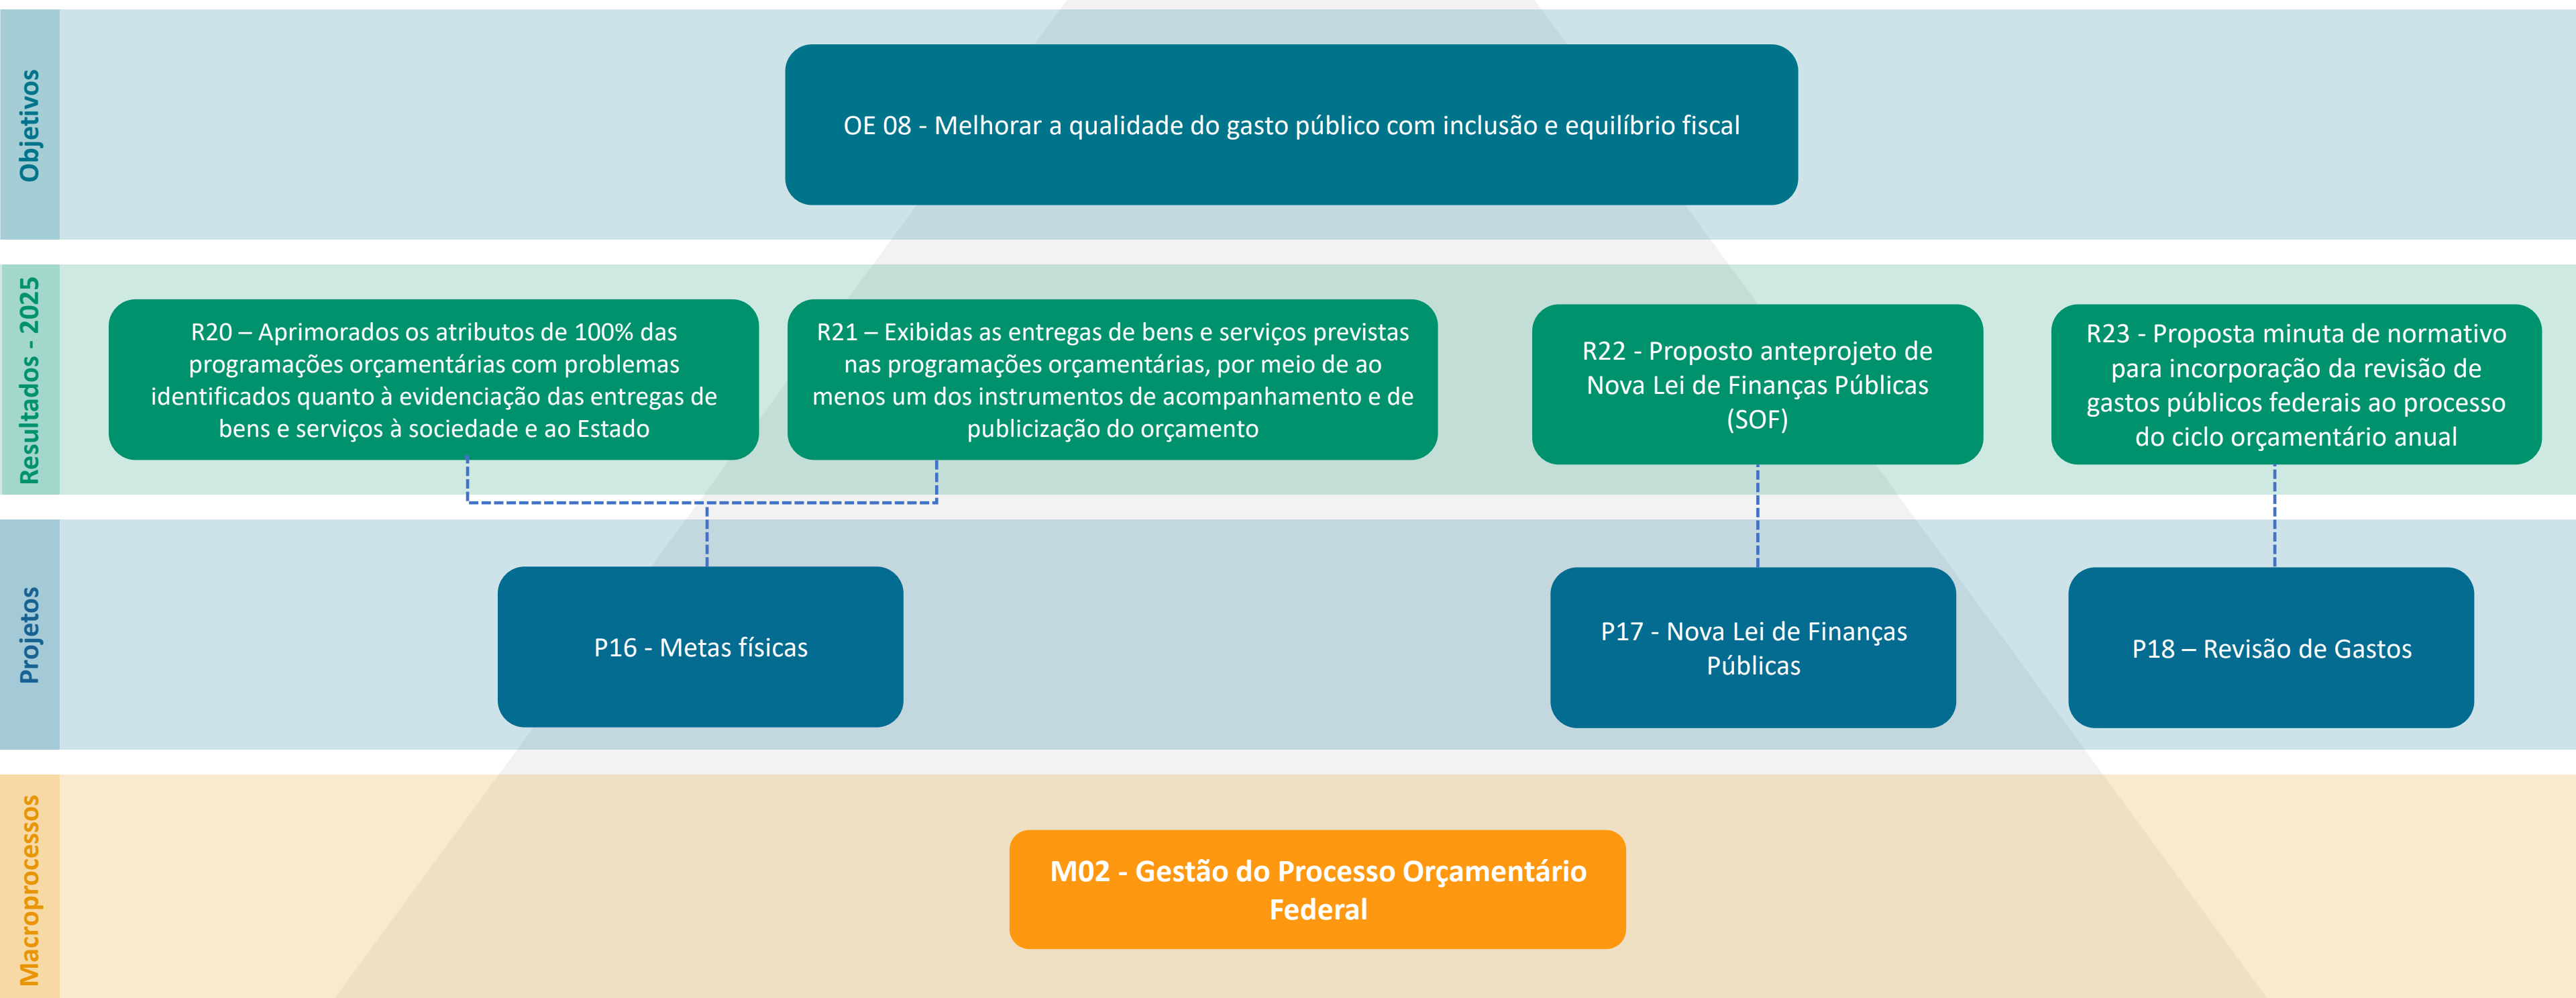 Objetivos
OE 08 - Melhorar a qualidade do gasto público com inclusão e equilíbrio fiscal
Resultados - 2025
R20 – Aprimorados os atributos de 100% das
programações orçamentárias com problemas
identificados quanto à evidenciação das entregas de
bens e serviços à sociedade e ao Estado
R21 – Exibidas as entregas de bens e serviços previstas
nas programações orçamentárias, por meio de ao
menos um dos instrumentos de acompanhamento e de
publicização do orçamento
R22 - Proposto anteprojeto de
Nova Lei de Finanças Públicas
(SOF)
R23 - Proposta minuta de normativo
para incorporação da revisão de
gastos públicos federais ao processo
do ciclo orçamentário anual
Projetos
P16 - Metas físicas
P17 - Nova Lei de Finanças
Públicas
P18 – Revisão de Gastos
Macroprocessos
M02 - Gestão do Processo Orçamentário
Federal